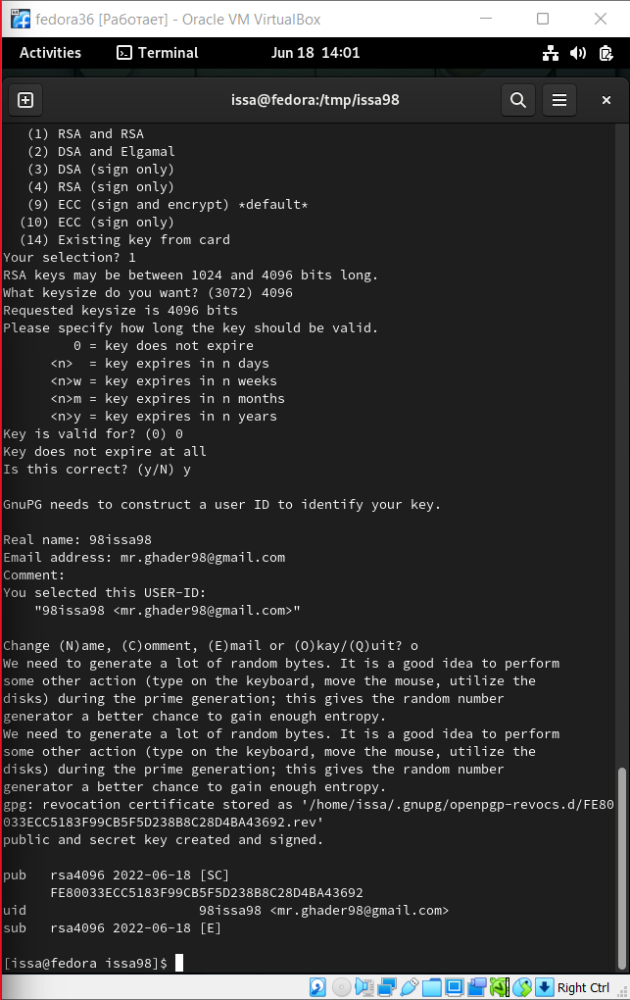 fedora36 [Работает] - Oracle VM VirtualBox
Activities Terminal Jun 18 14:01
issa@fedora:/tmp/issa98
(1) RSA and RSA
(2) DSA and Elgamal
(3) DSA (sign only)
(4) RSA (sign only)
(9) ECC (sign and encrypt) *default*
(10) ECC (sign only)
(14) Existing key from card
Your selection? 1
RSA keys may be between 1024 and 4096 bits long.
What keysize do you want? (3072) 4096
Requested keysize is 4096 bits
Please specify how long the key should be valid.
0 = key does not expire
<n>  = key expires in n days
<n>w = key expires in n weeks
<n>m = key expires in n months
<n>y = key expires in n years
Key is valid for? (0) 0
Key does not expire at all
Is this correct? (y/N) y
GnuPG needs to construct a user ID to identify your key.
Real name: 98issa98
Email address: mr.ghader98@gmail.com
Comment:
You selected this USER-ID:
"98issa98 <mr.ghader98@gmail.com>"
Change (N)ame, (C)omment, (E)mail or (O)kay/(Q)uit? o
We need to generate a lot of random bytes. It is a good idea to perform
some other action (type on the keyboard, move the mouse, utilize the
disks) during the prime generation; this gives the random number
generator a better chance to gain enough entropy.
We need to generate a lot of random bytes. It is a good idea to perform
some other action (type on the keyboard, move the mouse, utilize the
disks) during the prime generation; this gives the random number
generator a better chance to gain enough entropy.
gpg: revocation certificate stored as '/home/issa/.gnupg/openpgp-revocs.d/FE80
033ECC5183F99CB5F5D238B8C28D4BA43692.rev'
public and secret key created and signed.
pub   rsa4096 2022-06-18 [SC]
FE80033ECC5183F99CB5F5D238B8C28D4BA43692
uid                      98issa98 <mr.ghader98@gmail.com>
sub   rsa4096 2022-06-18 [E]
[issa@fedora issa98]$
Right Ctrl